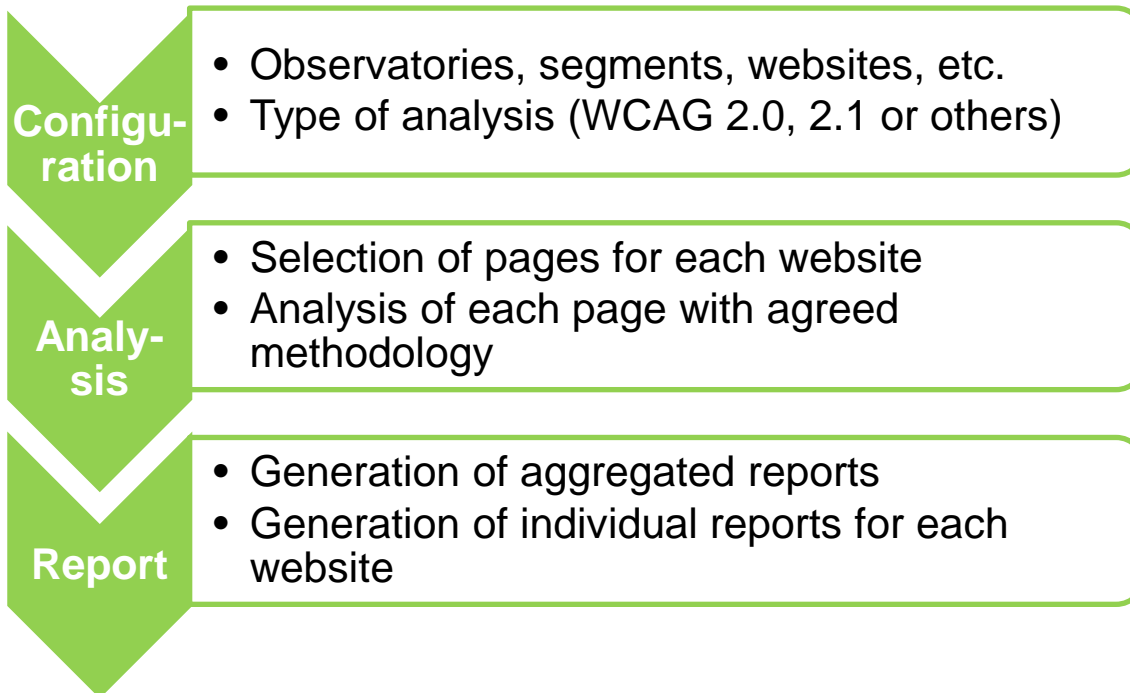 Configu-
ration
• Observatories, segments, websites, etc.
• Type of analysis (WCAG 2.0, 2.1 or others)
Analy-
sis
• Selection of pages for each website
• Analysis of each page with agreed
methodology
Report
• Generation of aggregated reports
• Generation of individual reports for each
website